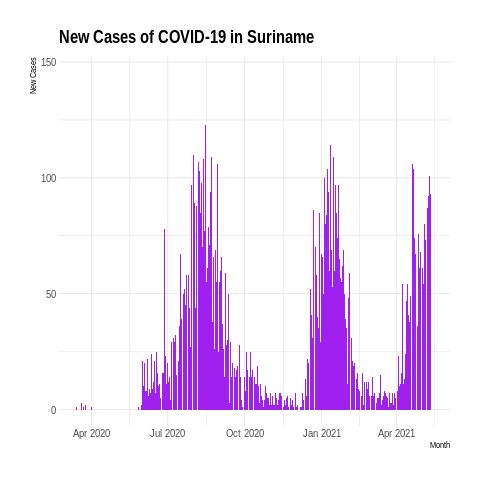 New Cases of COVID-19 in Suriname
New Cases
150
100
50
0
Apr 2020 Jul 2020 Oct 2020 Jan 2021 Apr 2021
Month